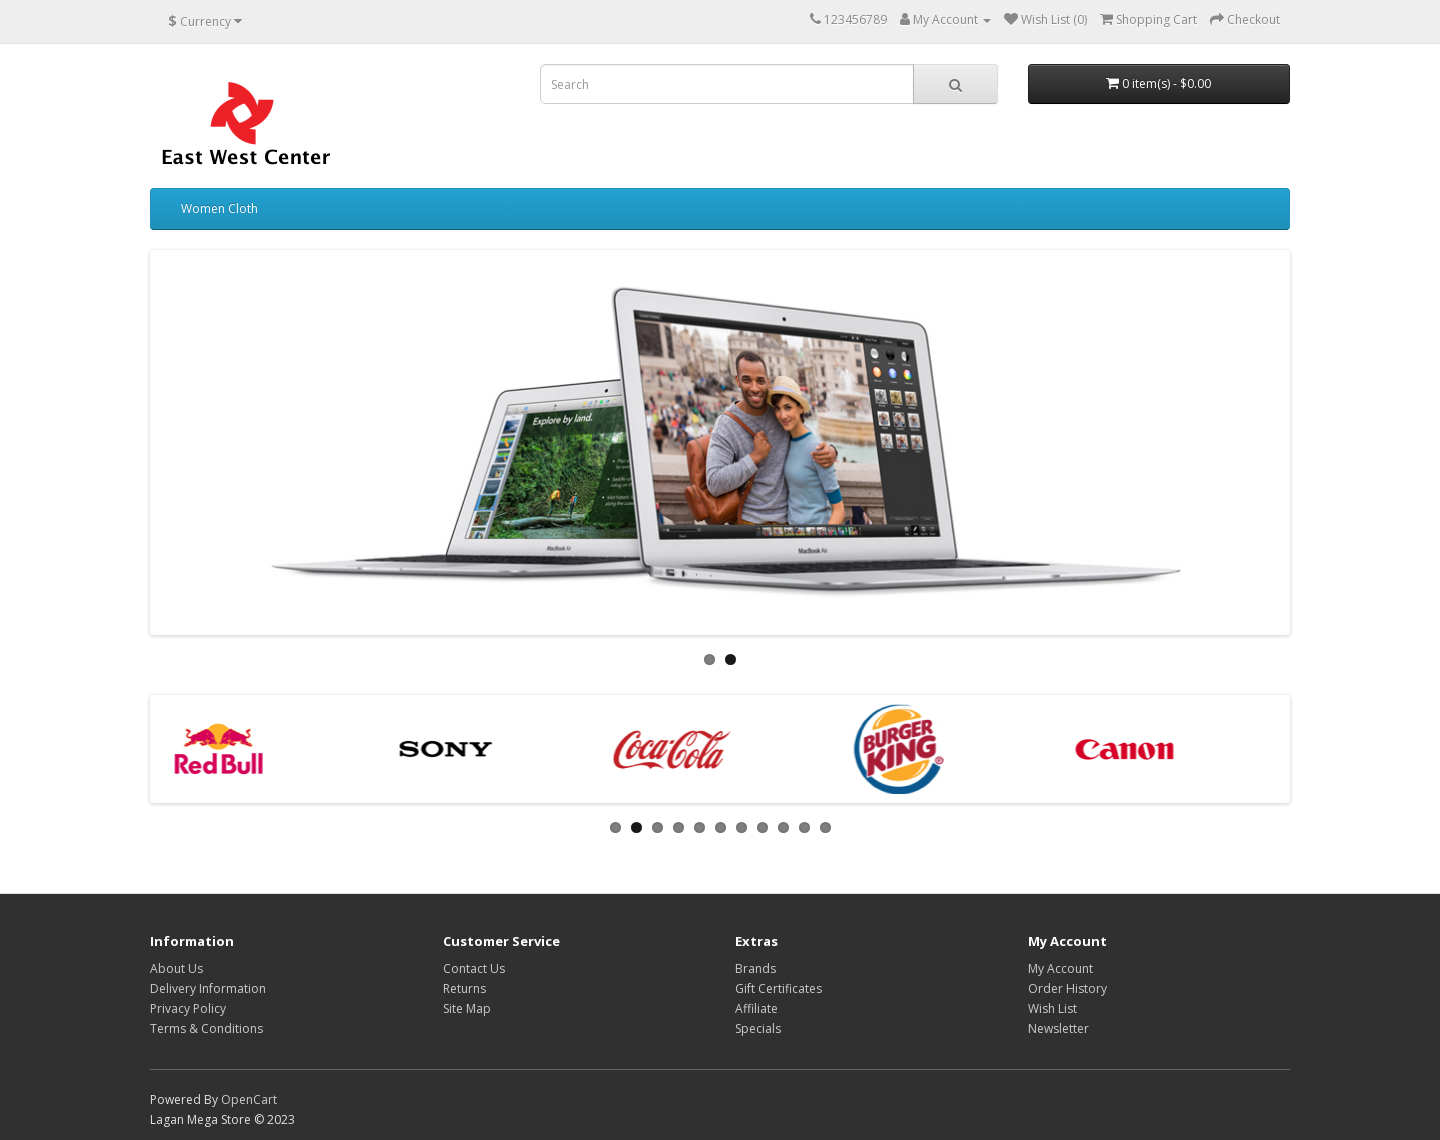 $ Currency
123456789 My Account Wish List (0) Shopping Cart Checkout
Search
0 item(s) - $0.00
East West Center
Women Cloth
Explore by land.
MacBook Air
MacBook Air
Red Bull
SONY
Coca-Cola
BURGER KING
Canon
Information
About Us
Delivery Information
Privacy Policy
Terms & Conditions
Customer Service
Contact Us
Returns
Site Map
Extras
Brands
Gift Certificates
Affiliate
Specials
My Account
My Account
Order History
Wish List
Newsletter
Powered By OpenCart
Lagan Mega Store © 2023